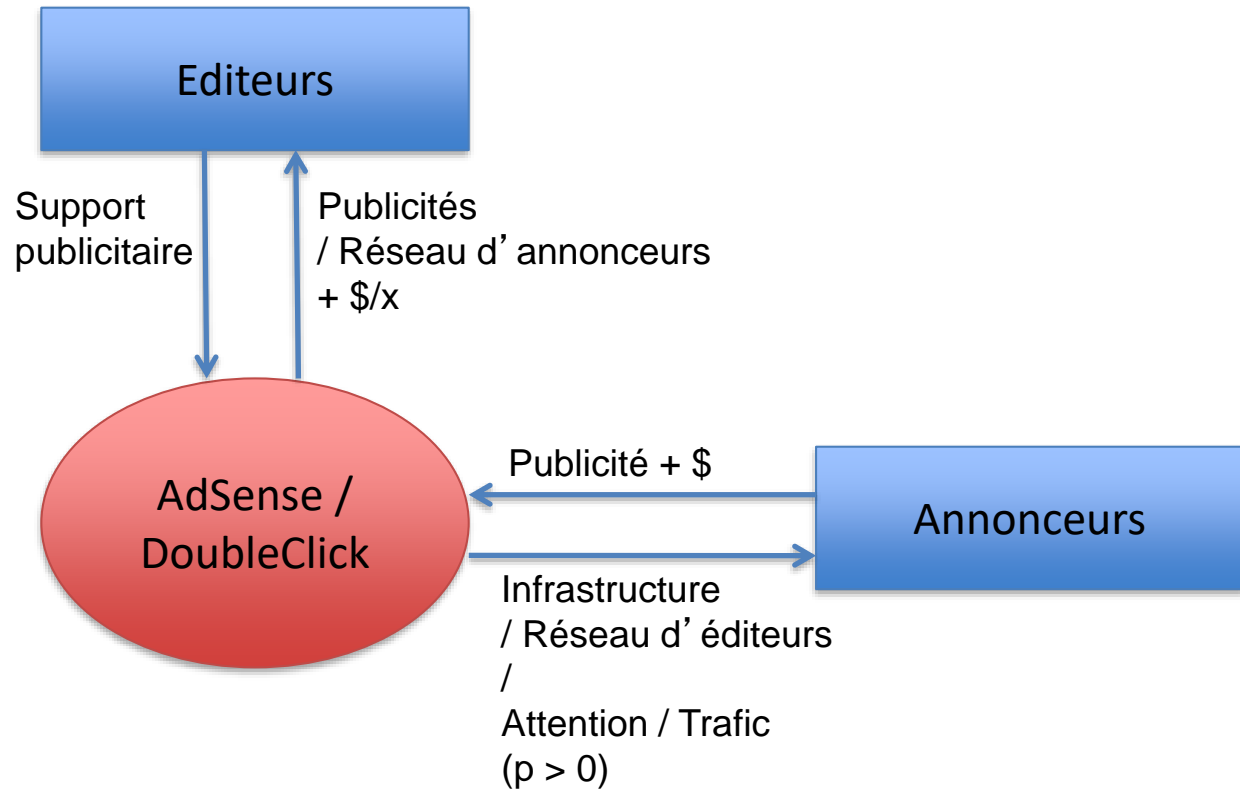 Editeurs
Support
publicitaire
Publicités
/ Réseau d’annonceurs
+ $/x
AdSense /
DoubleClick
Publicité + $
Annonceurs
Infrastructure
/ Réseau d’éditeurs
/
Attention / Trafic
(p > 0)